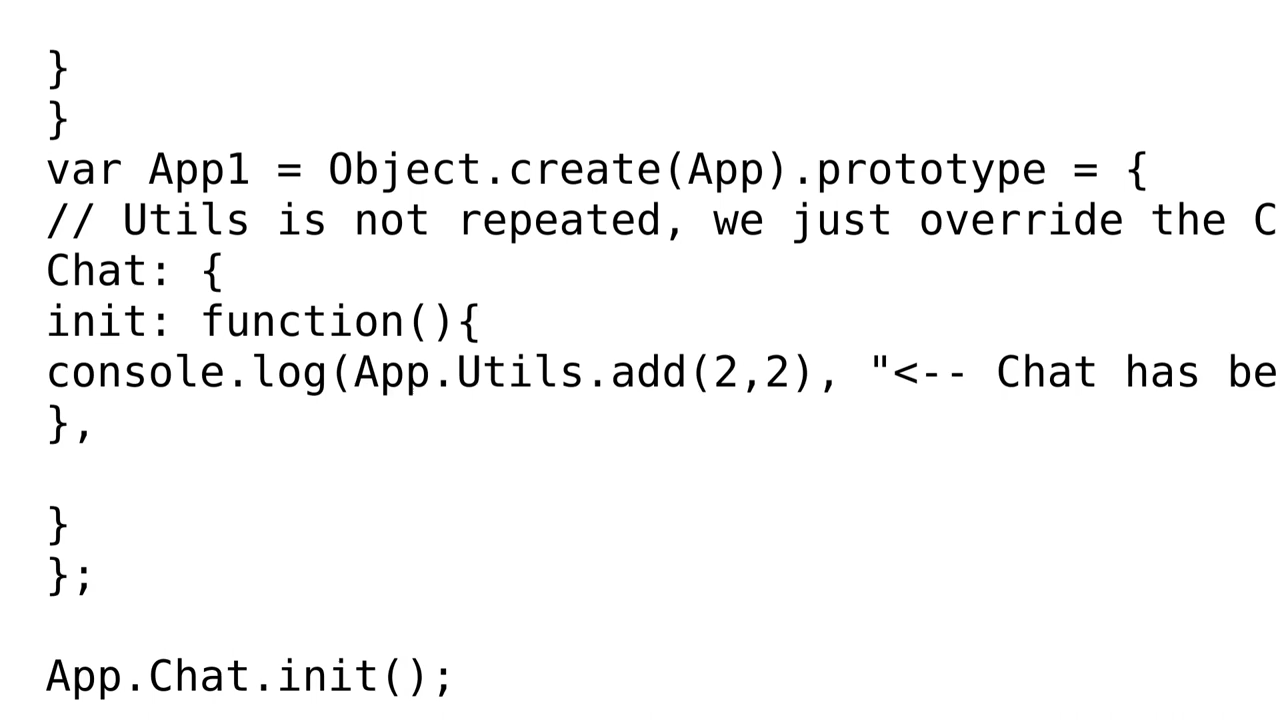 }
}
var App1 = Object.create(App).prototype = {
// Utils is not repeated, we just override the C
Chat: {
init: function(){
console.log(App.Utils.add(2,2), "<-- Chat has be
},
}
};
App.Chat.init();